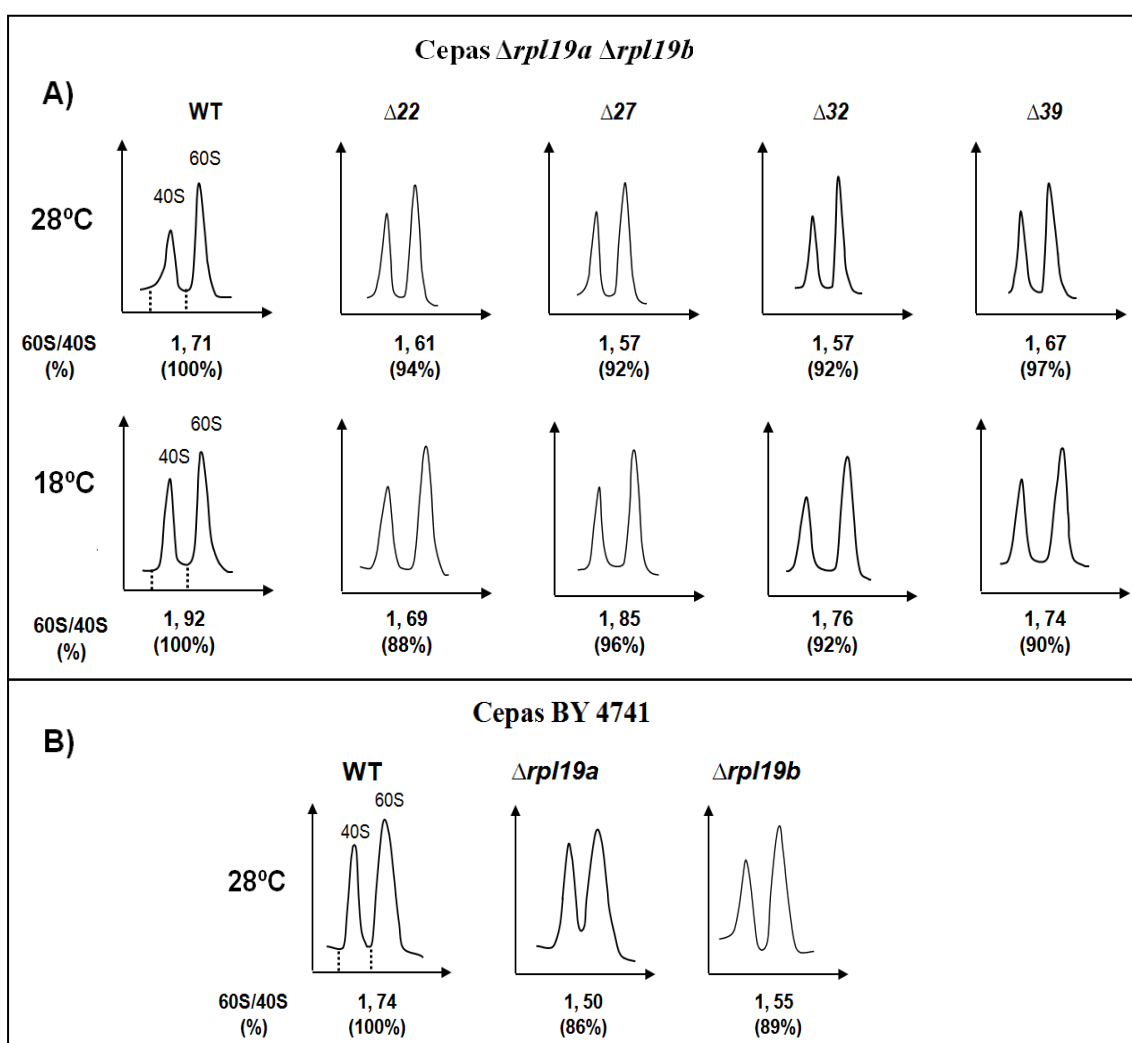 Cepas Δrpl19a Δrpl19b
A)
WT Δ22 Δ27 Δ32 Δ39
60S
40S
28ºC
60S/40S 1, 71 1, 61 1, 57 1, 57 1, 67
(%) (100%) (94%) (92%) (92%) (97%)
60S
40S
18ºC
60S/40S 1, 92 1, 69 1, 85 1, 76 1, 74
(%) (100%) (88%) (96%) (92%) (90%)
Cepas BY 4741
B)
WT Δrpl19a Δrpl19b
60S
40S
28ºC
60S/40S 1, 74 1, 50 1, 55
(%) (100%) (86%) (89%)